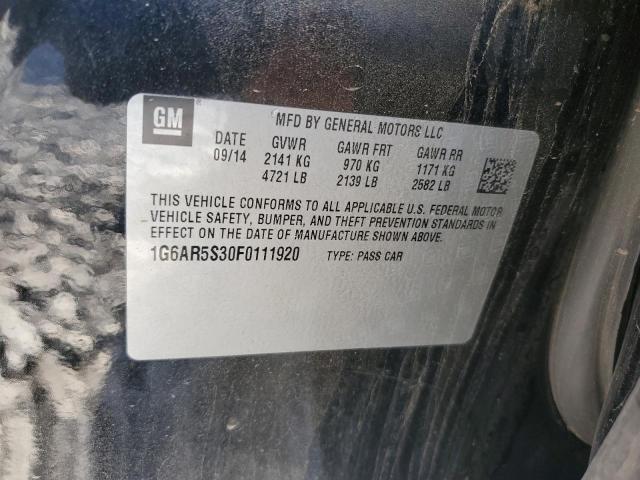 GM
MFD BY GENERAL MOTORS LLC
DATE GVWR GAWR FRT GAWR RR
09/14 2141 KG 970 KG 1171 KG
4721 LB 2139 LB 2582 LB
THIS VEHICLE CONFORMS TO ALL APPLICABLE U.S. FEDERAL MOTOR
VEHICLE SAFETY, BUMPER, AND THEFT PREVENTION STANDARDS IN
EFFECT ON THE DATE OF MANUFACTURE SHOWN ABOVE.
1G6AR5S30F0111920 TYPE: PASS CAR